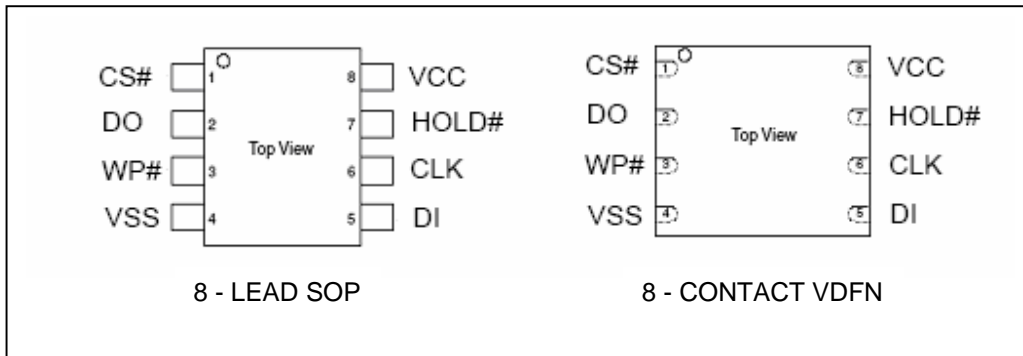 CS# 1 8 VCC
DO 2 7 HOLD#
Top View
WP# 3 6 CLK
VSS 4 5 DI
8 - LEAD SOP
CS# 1 8 VCC
DO 2 7 HOLD#
Top View
WP# 3 6 CLK
VSS 4 5 DI
8 - CONTACT VDFN